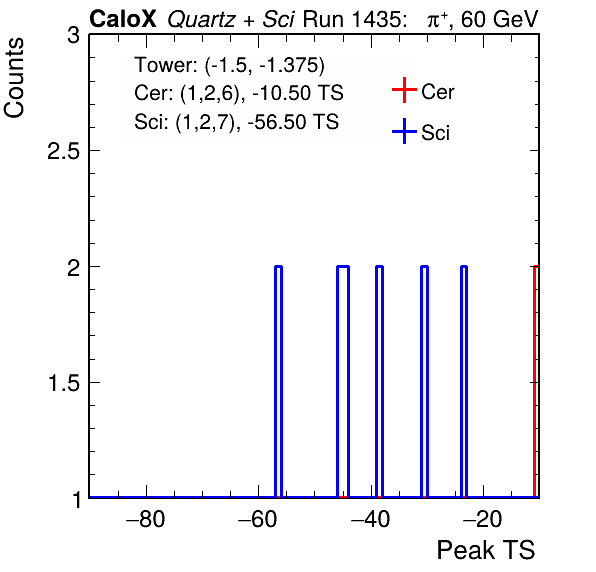 CaloX Quartz + Sci Run 1435: π⁺, 60 GeV
Counts
3
2.5
2
1.5
1
Tower: (-1.5, -1.375)
Cer: (1,2,6), -10.50 TS
Sci: (1,2,7), -56.50 TS
Cer
Sci
−80 −60 −40 −20
Peak TS